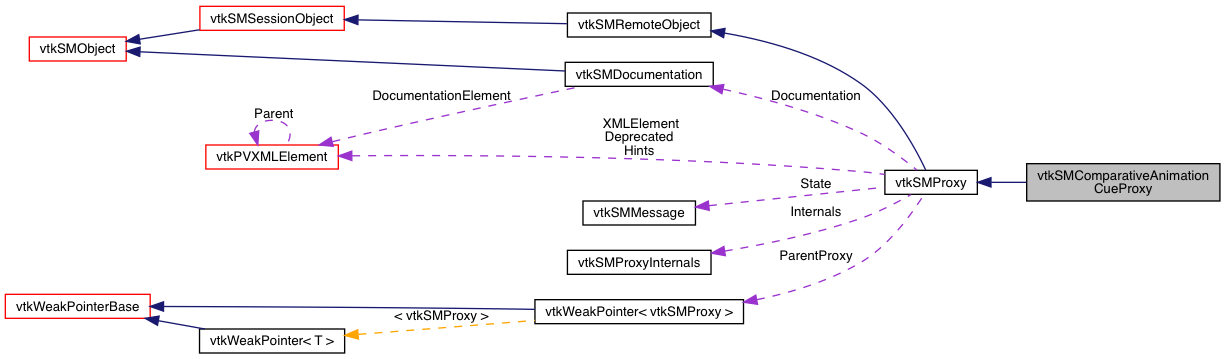 vtkSMSessionObject
vtkSMRemoteObject
vtkSMObject
vtkSMDocumentation
DocumentationElement
Documentation
Parent
XMLElement
Deprecated
Hints
vtkPVXMLElement
vtkSMProxy
vtkSMComparativeAnimation
CueProxy
State
vtkSMMessage
Internals
vtkSMProxyInternals
ParentProxy
vtkWeakPointerBase
vtkWeakPointer< vtkSMProxy >
< vtkSMProxy >
vtkWeakPointer< T >